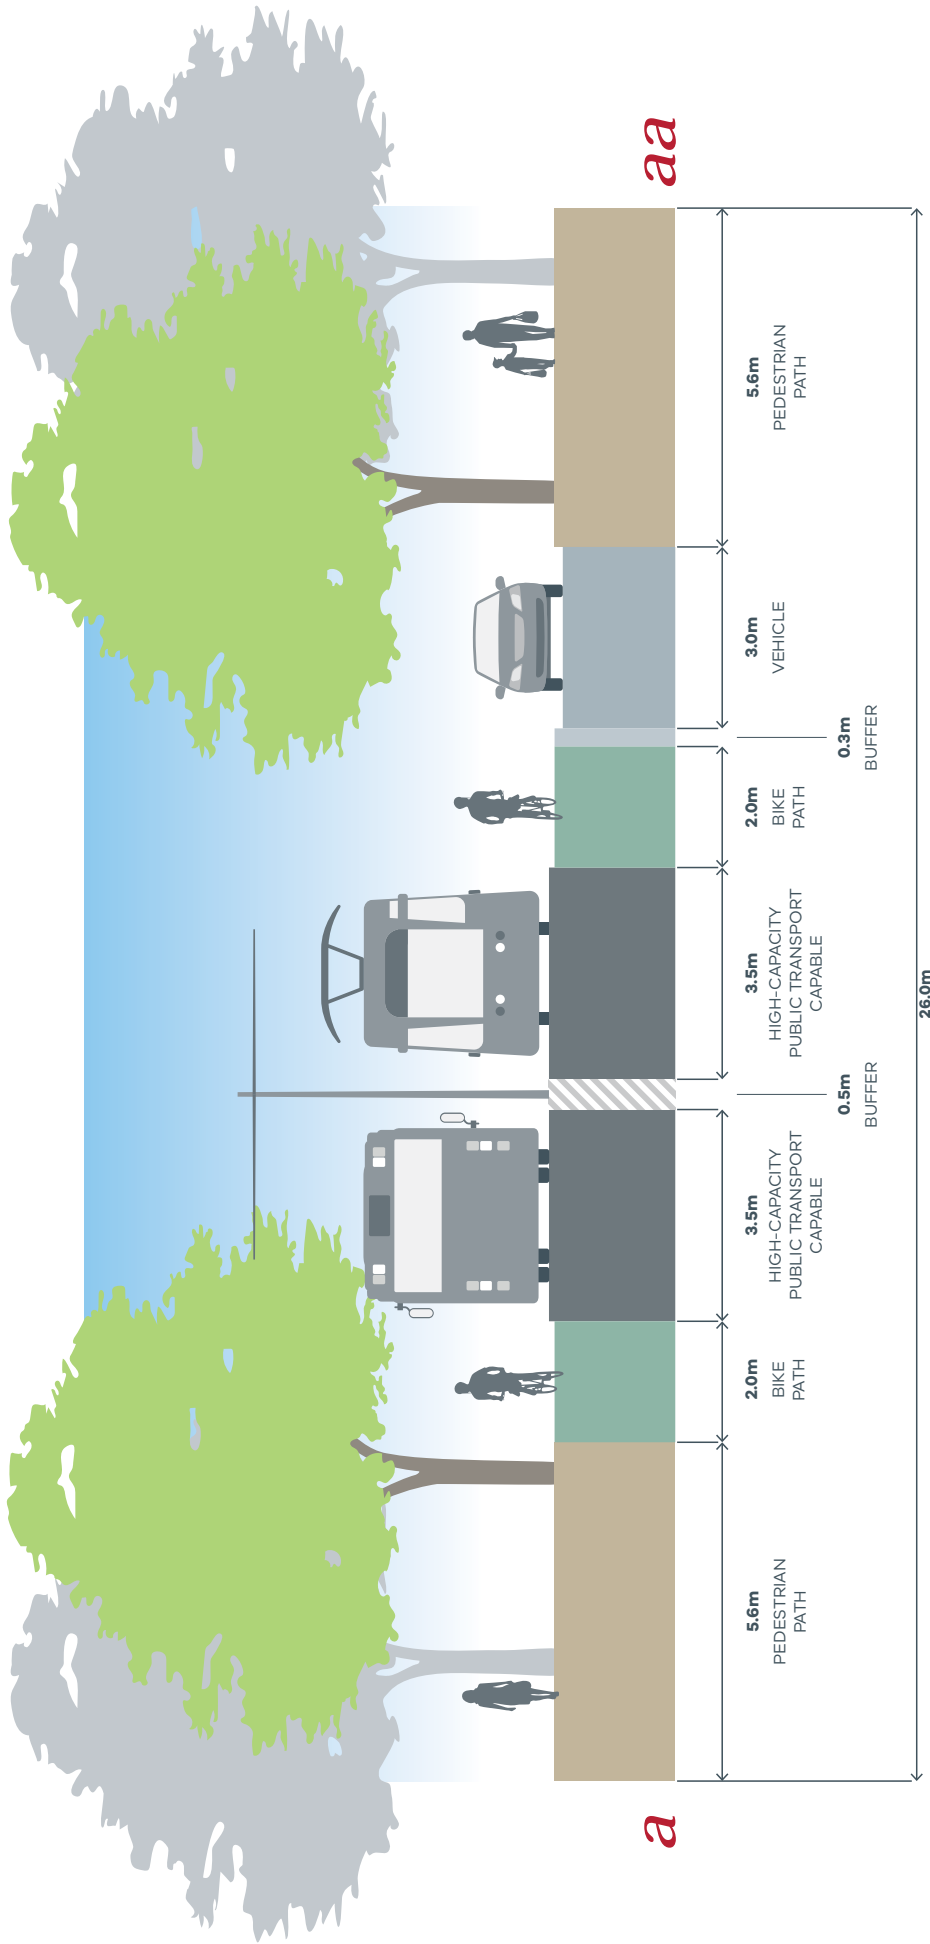 a
aa
5.6m
PEDESTRIAN
PATH
2.0m
BIKE
PATH
3.5m
HIGH-CAPACITY
PUBLIC TRANSPORT
CAPABLE
0.5m
BUFFER
3.5m
HIGH-CAPACITY
PUBLIC TRANSPORT
CAPABLE
2.0m
BIKE
PATH
0.3m
BUFFER
3.0m
VEHICLE
5.6m
PEDESTRIAN
PATH
26.0m